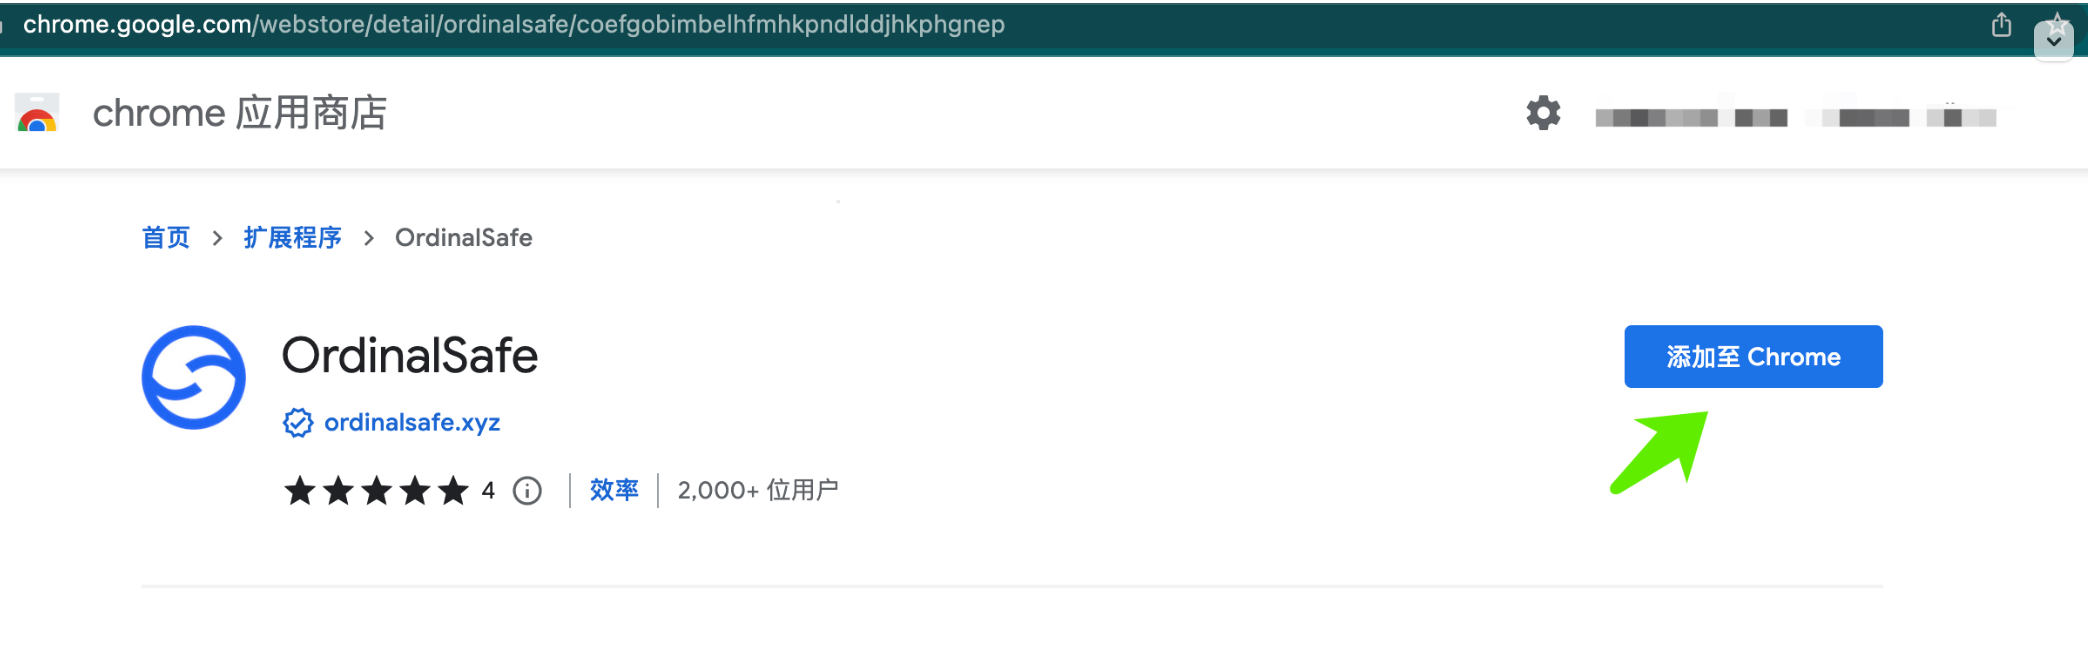 chrome.google.com/webstore/detail/ordinalsafe/coefgobimbelhfmhkpndlddjhkphgnep
chrome 应用商店
首页 > 扩展程序 > OrdinalSafe
OrdinalSafe
添加至 Chrome
ordinalsafe.xyz
★★★★★ 4 | 效率 | 2,000+ 位用户